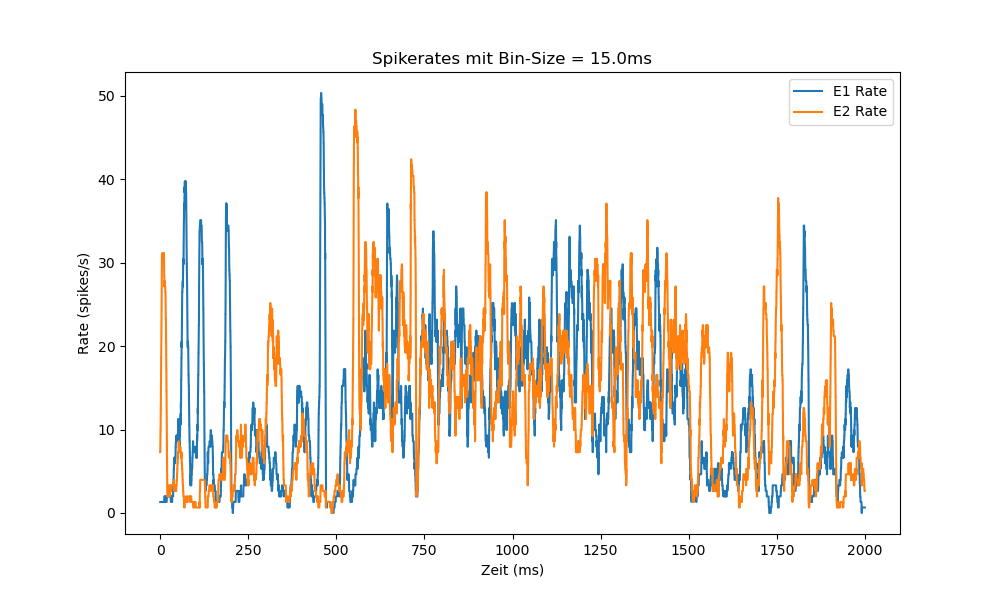 Spikerates mit Bin-Size = 15.0ms
E1 Rate
E2 Rate
50
40
30
20
10
0
Rate (spikes/s)
0 250 500 750 1000 1250 1500 1750 2000
Zeit (ms)